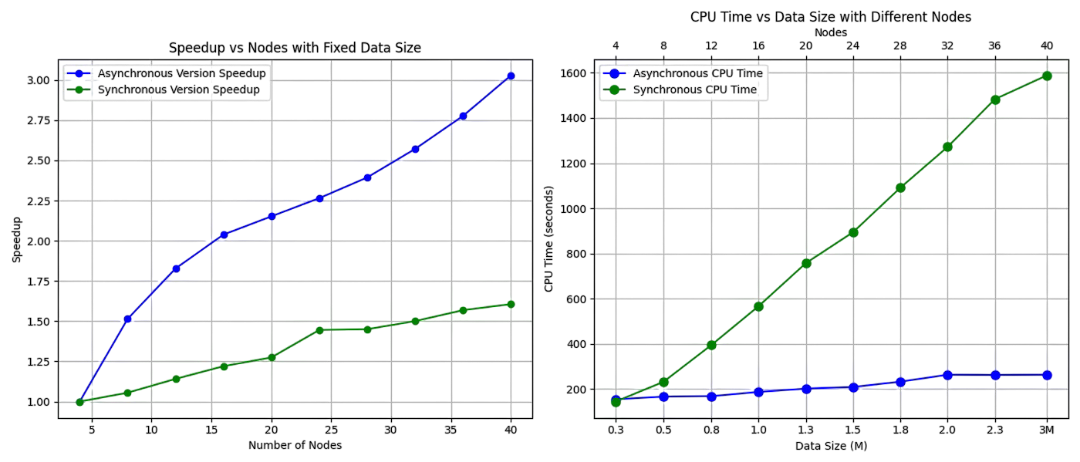 Speedup vs Nodes with Fixed Data Size
Asynchronous Version Speedup
Synchronous Version Speedup
3.00
2.75
2.50
2.25
2.00
1.75
1.50
1.25
1.00
Speedup
5 10 15 20 25 30 35 40
Number of Nodes
CPU Time vs Data Size with Different Nodes
Nodes
4 8 12 16 20 24 28 32 36 40
Asynchronous CPU Time
Synchronous CPU Time
1600
1400
1200
1000
800
600
400
200
CPU Time (seconds)
0.3 0.5 0.8 1.0 1.3 1.5 1.8 2.0 2.3 3M
Data Size (M)